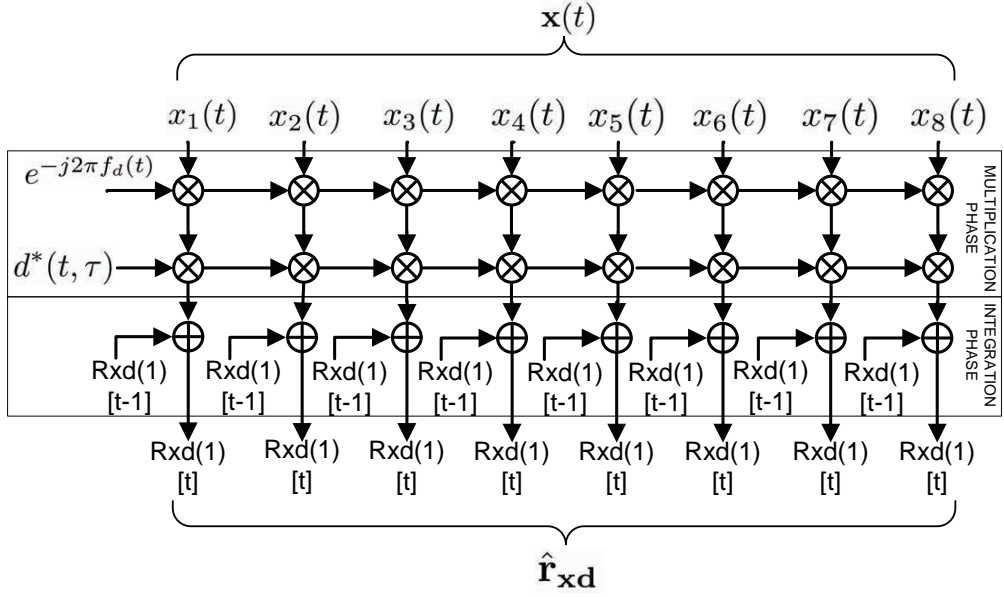 x(t)
x₁(t) x₂(t) x₃(t) x₄(t) x₅(t) x₆(t) x₇(t) x₈(t)
e^{-j2πf_d(t)}
MULTIPLICATION
PHASE
d*(t, τ)
INTEGRATION
PHASE
Rxd(1) Rxd(1) Rxd(1) Rxd(1) Rxd(1) Rxd(1) Rxd(1) Rxd(1)
[t-1] [t-1] [t-1] [t-1] [t-1] [t-1] [t-1] [t-1]
Rxd(1) Rxd(1) Rxd(1) Rxd(1) Rxd(1) Rxd(1) Rxd(1) Rxd(1)
[t] [t] [t] [t] [t] [t] [t] [t]
r̂_{xd}